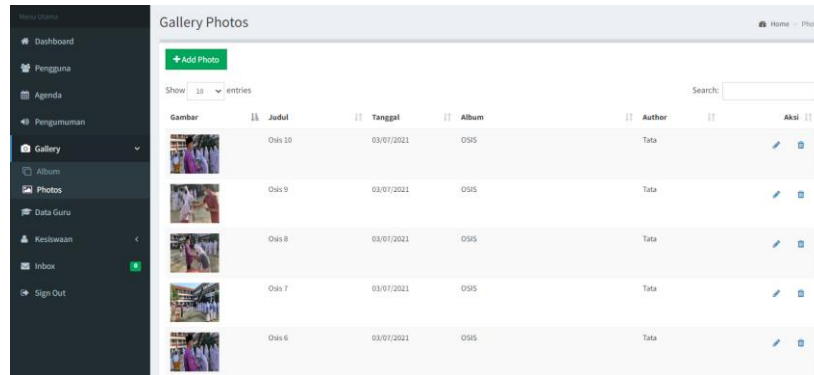 Menu Utama
Dashboard
Pengguna
Agenda
Pengumuman
Gallery
Album
Photos
Data Guru
Kesiswaan
Inbox 0
Sign Out
Gallery Photos
Home > Pho
+ Add Photo
Show 10 entries
Search:
Gambar Judul Tanggal Album Author Aksi
Osis 10 03/07/2021 OSIS Tata
Osis 9 03/07/2021 OSIS Tata
Osis 8 03/07/2021 OSIS Tata
Osis 7 03/07/2021 OSIS Tata
Osis 6 03/07/2021 OSIS Tata